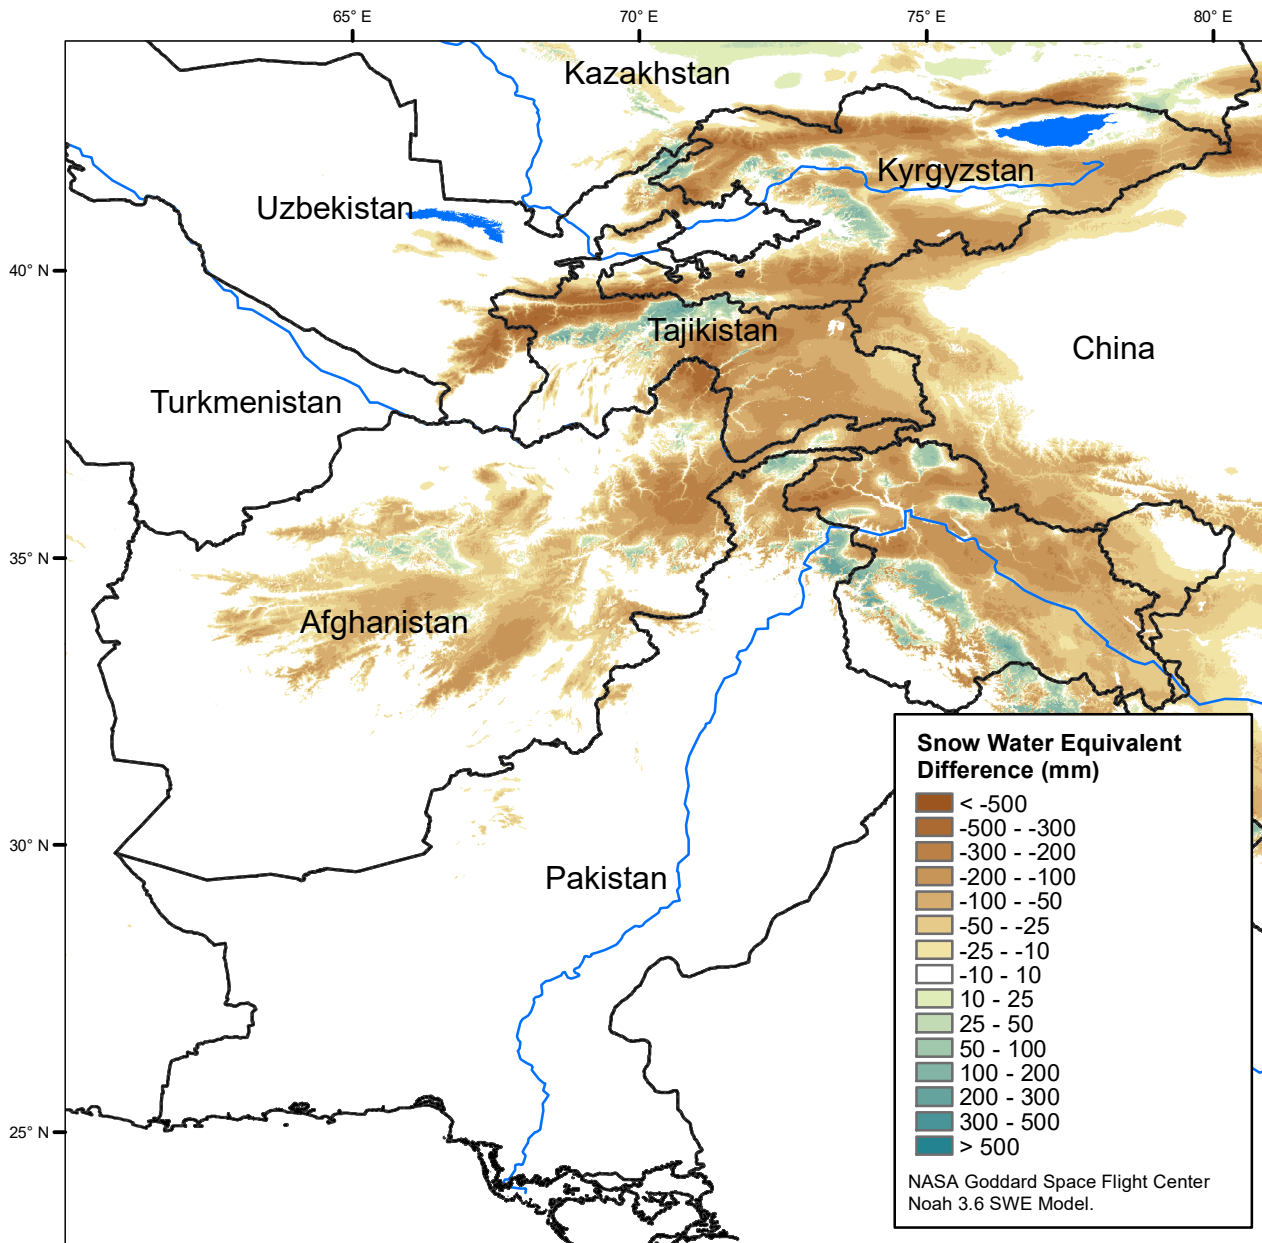 65° E
70° E
75° E
80° E
Kazakhstan
Kyrgyzstan
Uzbekistan
40° N
Tajikistan
China
Turkmenistan
35° N
Afghanistan
Snow Water Equivalent
Difference (mm)
< -500
-500 - -300
-300 - -200
-200 - -100
-100 - -50
-50 - -25
-25 - -10
-10 - 10
10 - 25
25 - 50
50 - 100
100 - 200
200 - 300
300 - 500
> 500
NASA Goddard Space Flight Center
Noah 3.6 SWE Model.
30° N
Pakistan
25° N